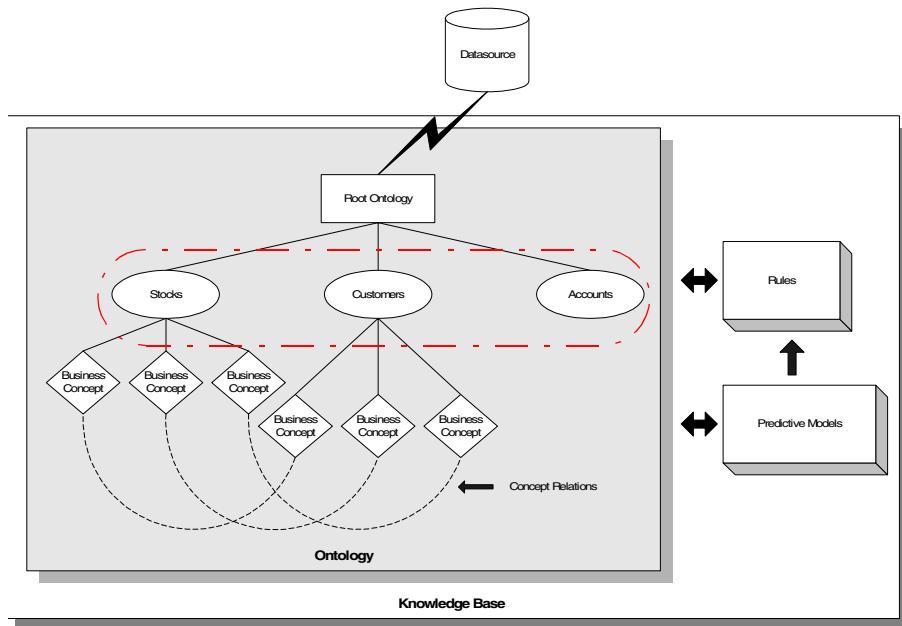 Datasource
Root Ontology
Stocks
Customers
Accounts
Rules
Business
Concept
Business
Concept
Business
Concept
Business
Concept
Business
Concept
Business
Concept
Predictive Models
Concept Relations
Ontology
Knowledge Base